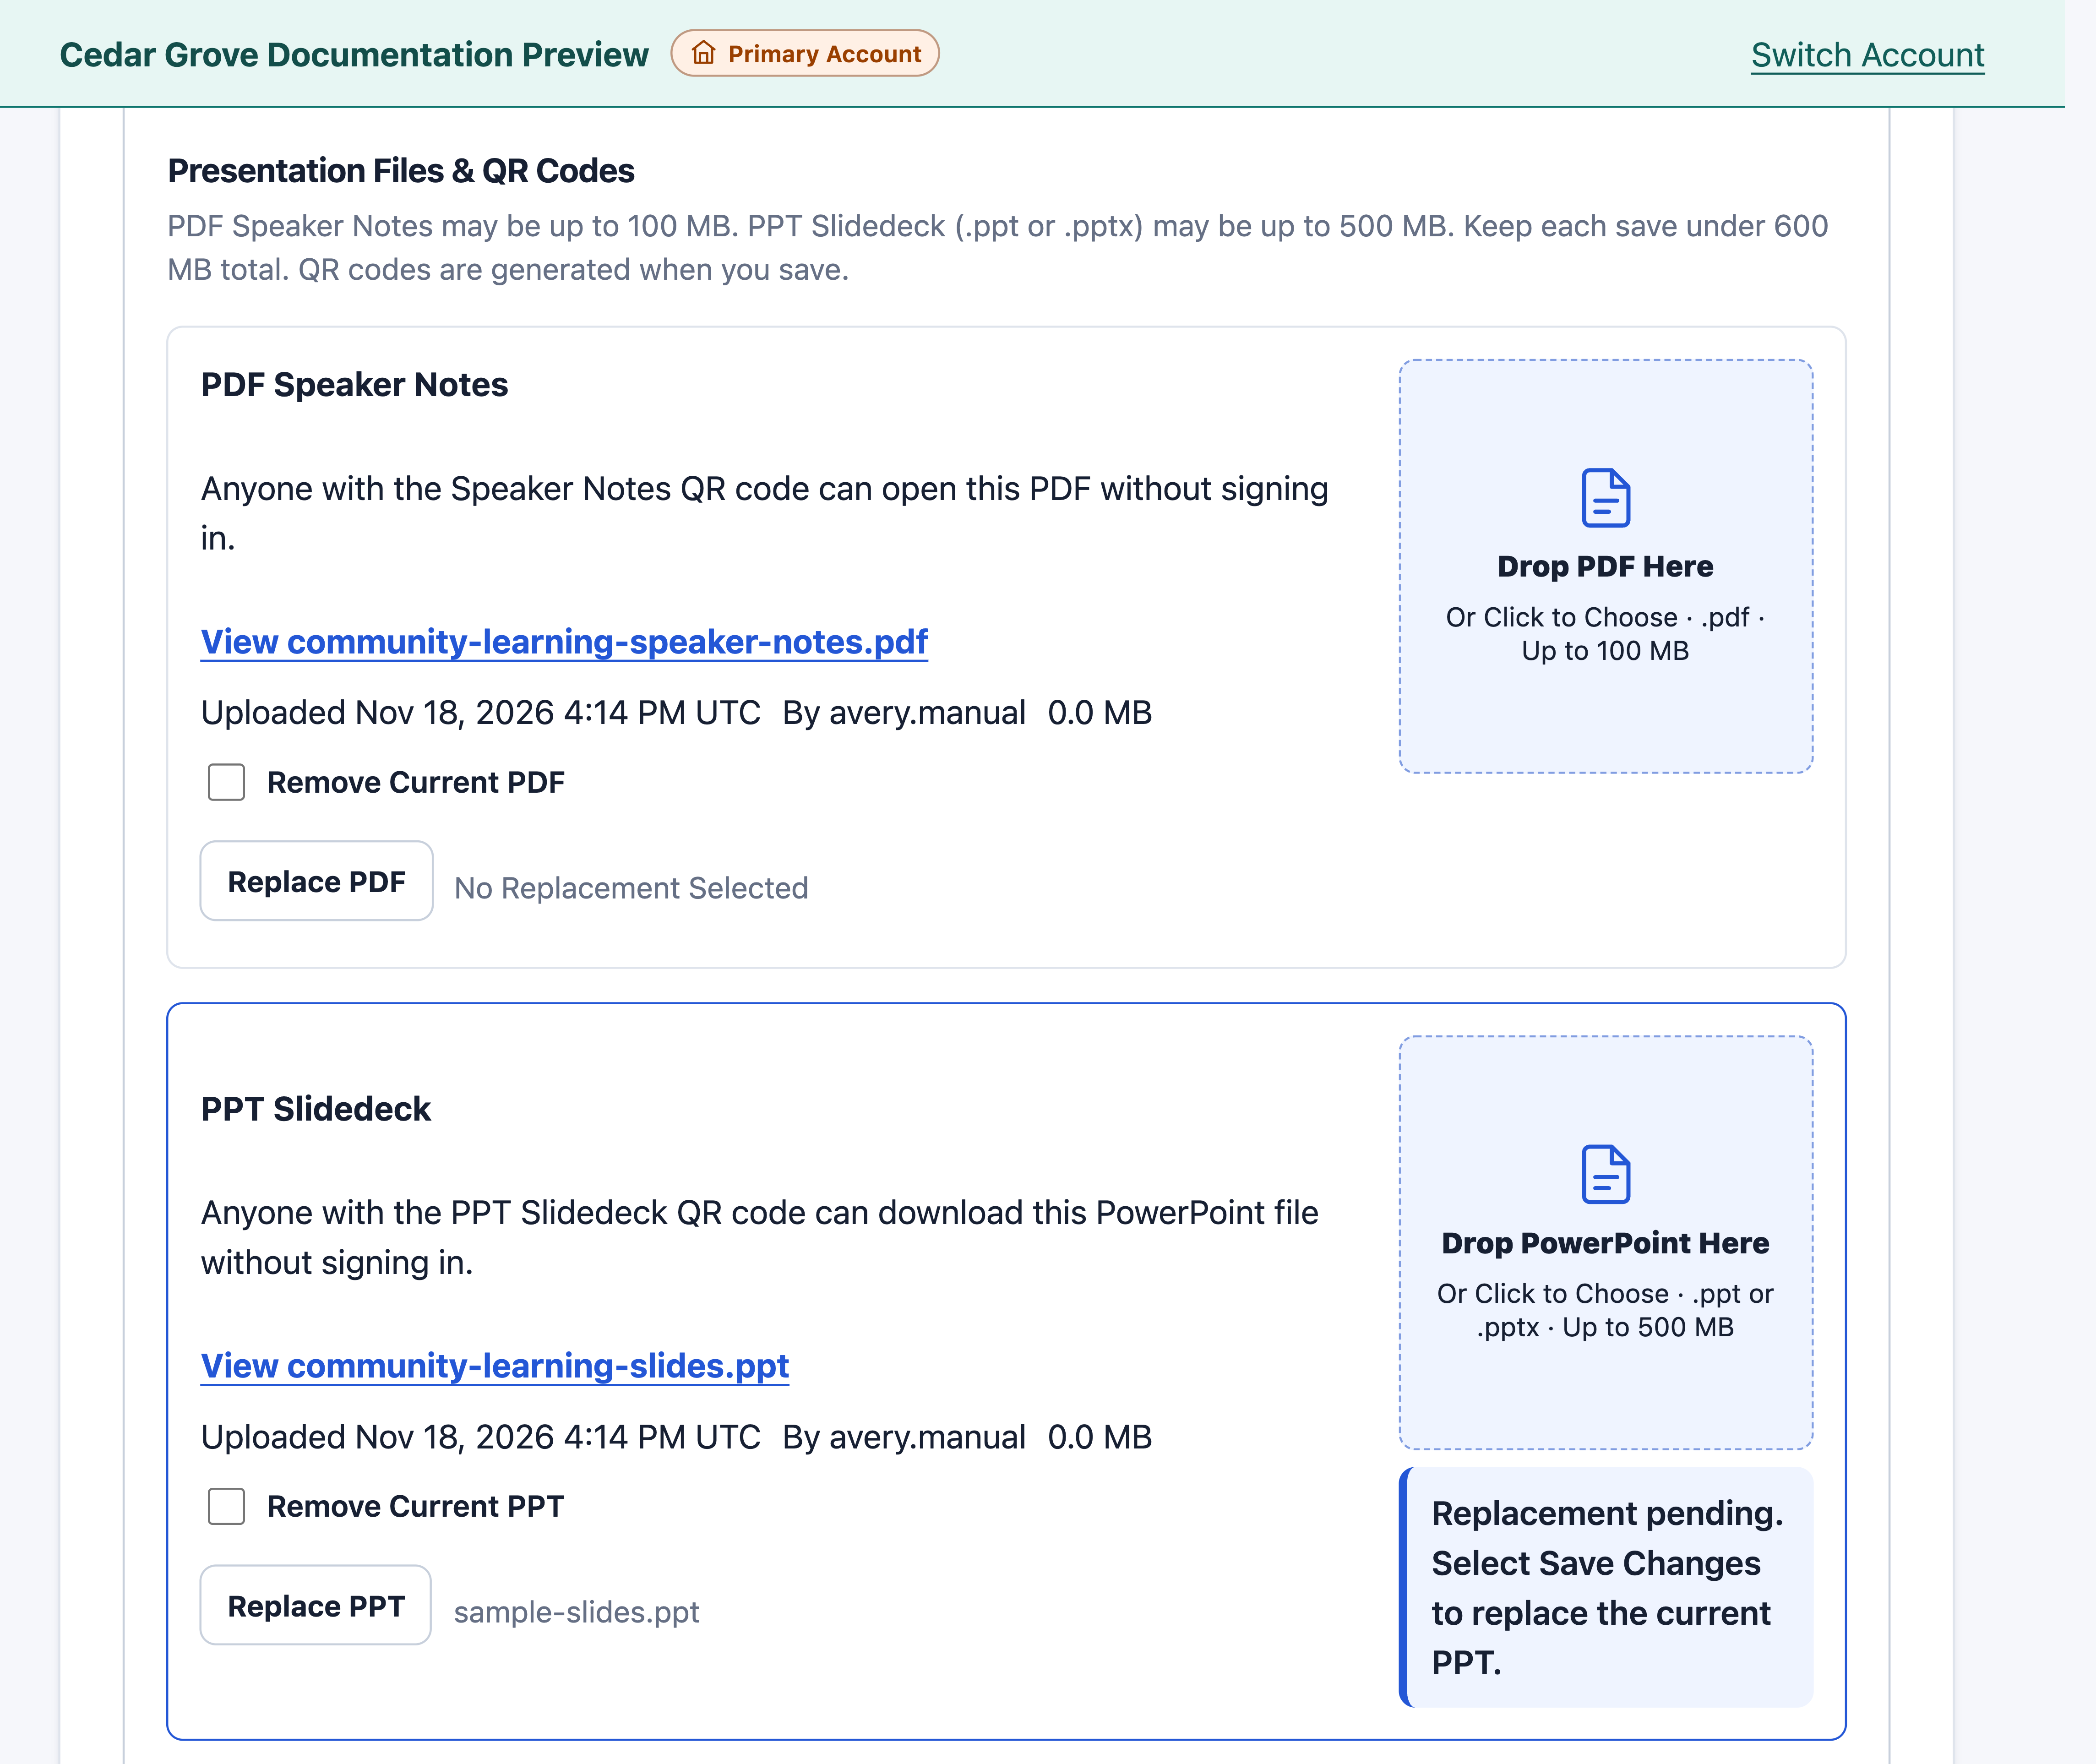 Cedar Grove Documentation Preview
Primary Account
Switch Account
Presentation Files & QR Codes
PDF Speaker Notes may be up to 100 MB. PPT Slidedeck (.ppt or .pptx) may be up to 500 MB. Keep each save under 600
MB total. QR codes are generated when you save.
PDF Speaker Notes
Anyone with the Speaker Notes QR code can open this PDF without signing
in.
View community-learning-speaker-notes.pdf
Uploaded Nov 18, 2026 4:14 PM UTC By avery.manual 0.0 MB
Remove Current PDF
Replace PDF
No Replacement Selected
Drop PDF Here
Or Click to Choose · .pdf ·
Up to 100 MB
PPT Slidedeck
Anyone with the PPT Slidedeck QR code can download this PowerPoint file
without signing in.
View community-learning-slides.ppt
Uploaded Nov 18, 2026 4:14 PM UTC By avery.manual 0.0 MB
Remove Current PPT
Replace PPT
sample-slides.ppt
Drop PowerPoint Here
Or Click to Choose · .ppt or
.pptx · Up to 500 MB
Replacement pending.
Select Save Changes
to replace the current
PPT.